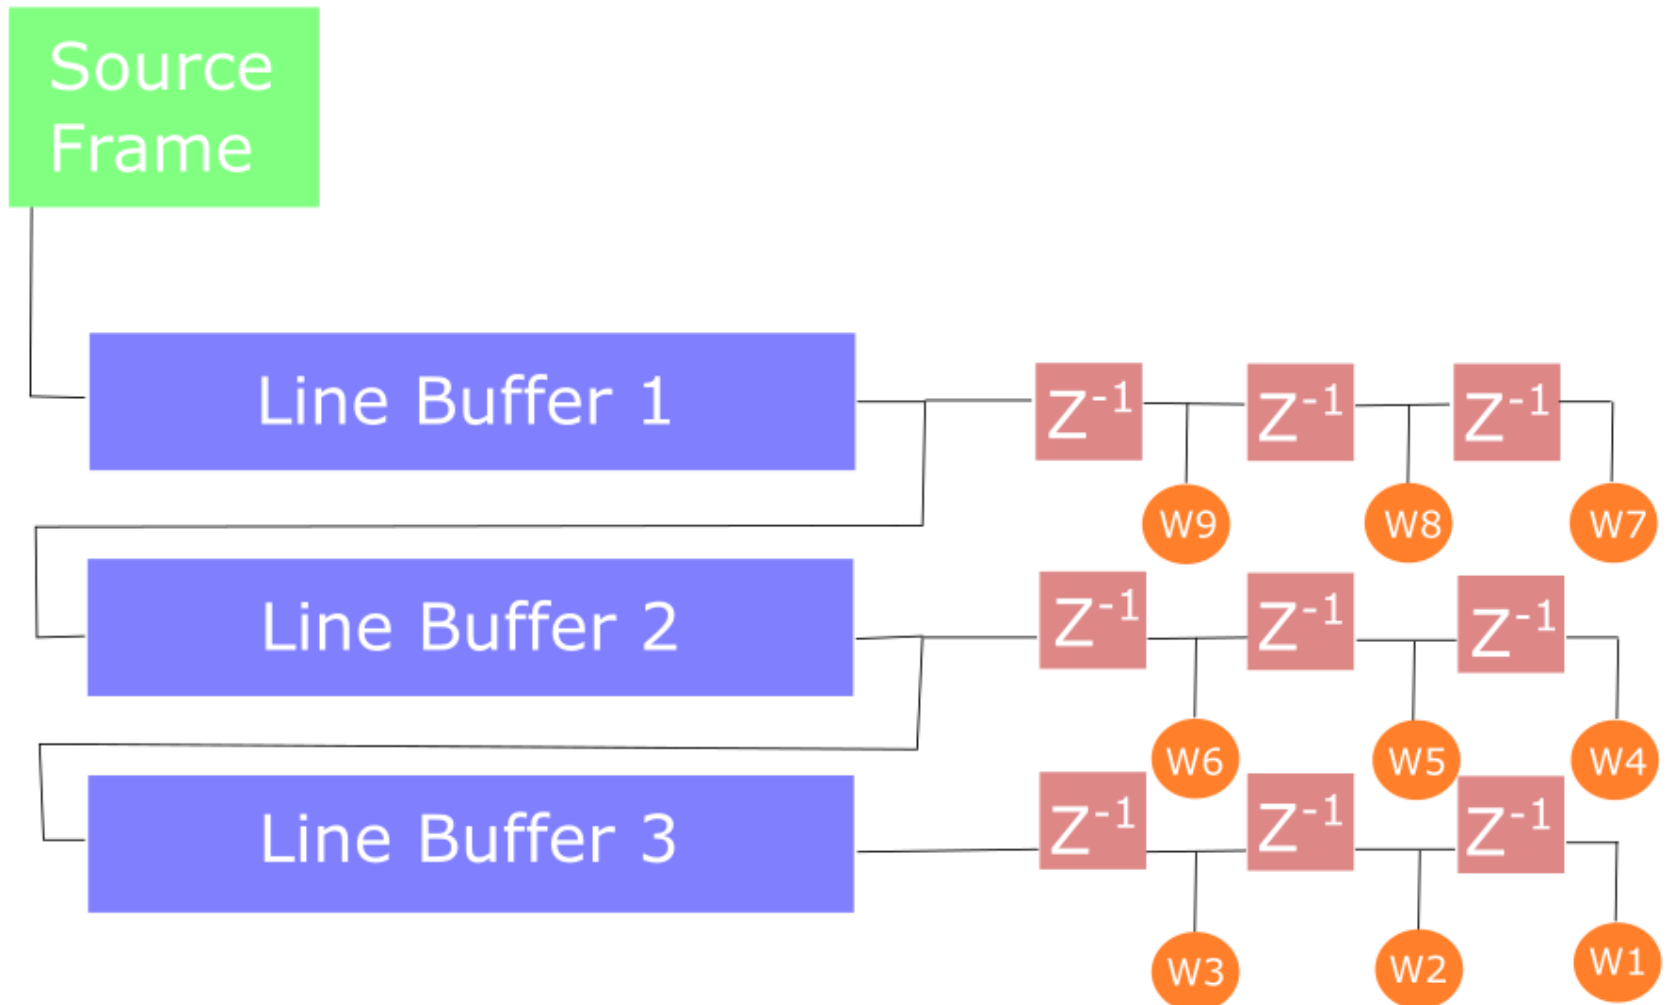 Source
Frame
Line Buffer 1
Z⁻¹ Z⁻¹ Z⁻¹
W9 W8 W7
Line Buffer 2
Z⁻¹ Z⁻¹ Z⁻¹
W6 W5 W4
Line Buffer 3
Z⁻¹ Z⁻¹ Z⁻¹
W3 W2 W1